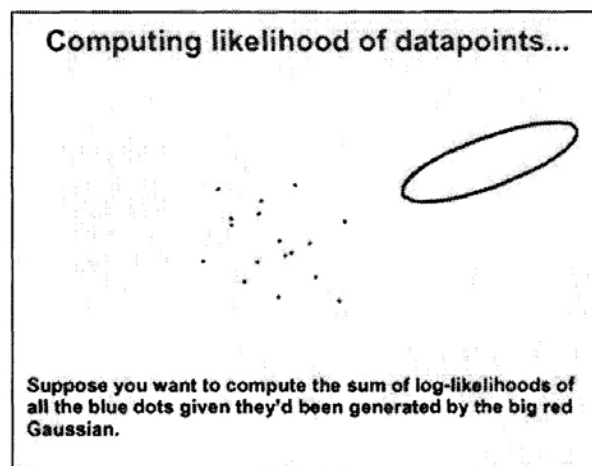 Computing likelihood of datapoints...
Suppose you want to compute the sum of log-likelihoods of
all the blue dots given they'd been generated by the big red
Gaussian.